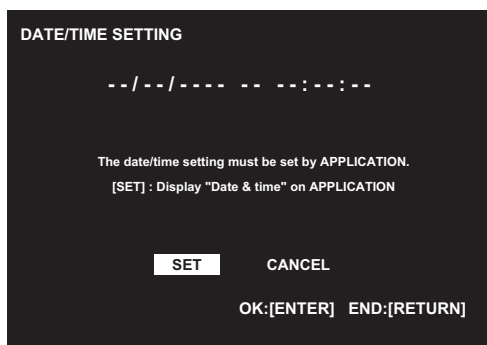 DATE/TIME SETTING
--/--/---- -- --:--:--
The date/time setting must be set by APPLICATION.
[SET] : Display "Date & time" on APPLICATION
SET CANCEL
OK:[ENTER] END:[RETURN]